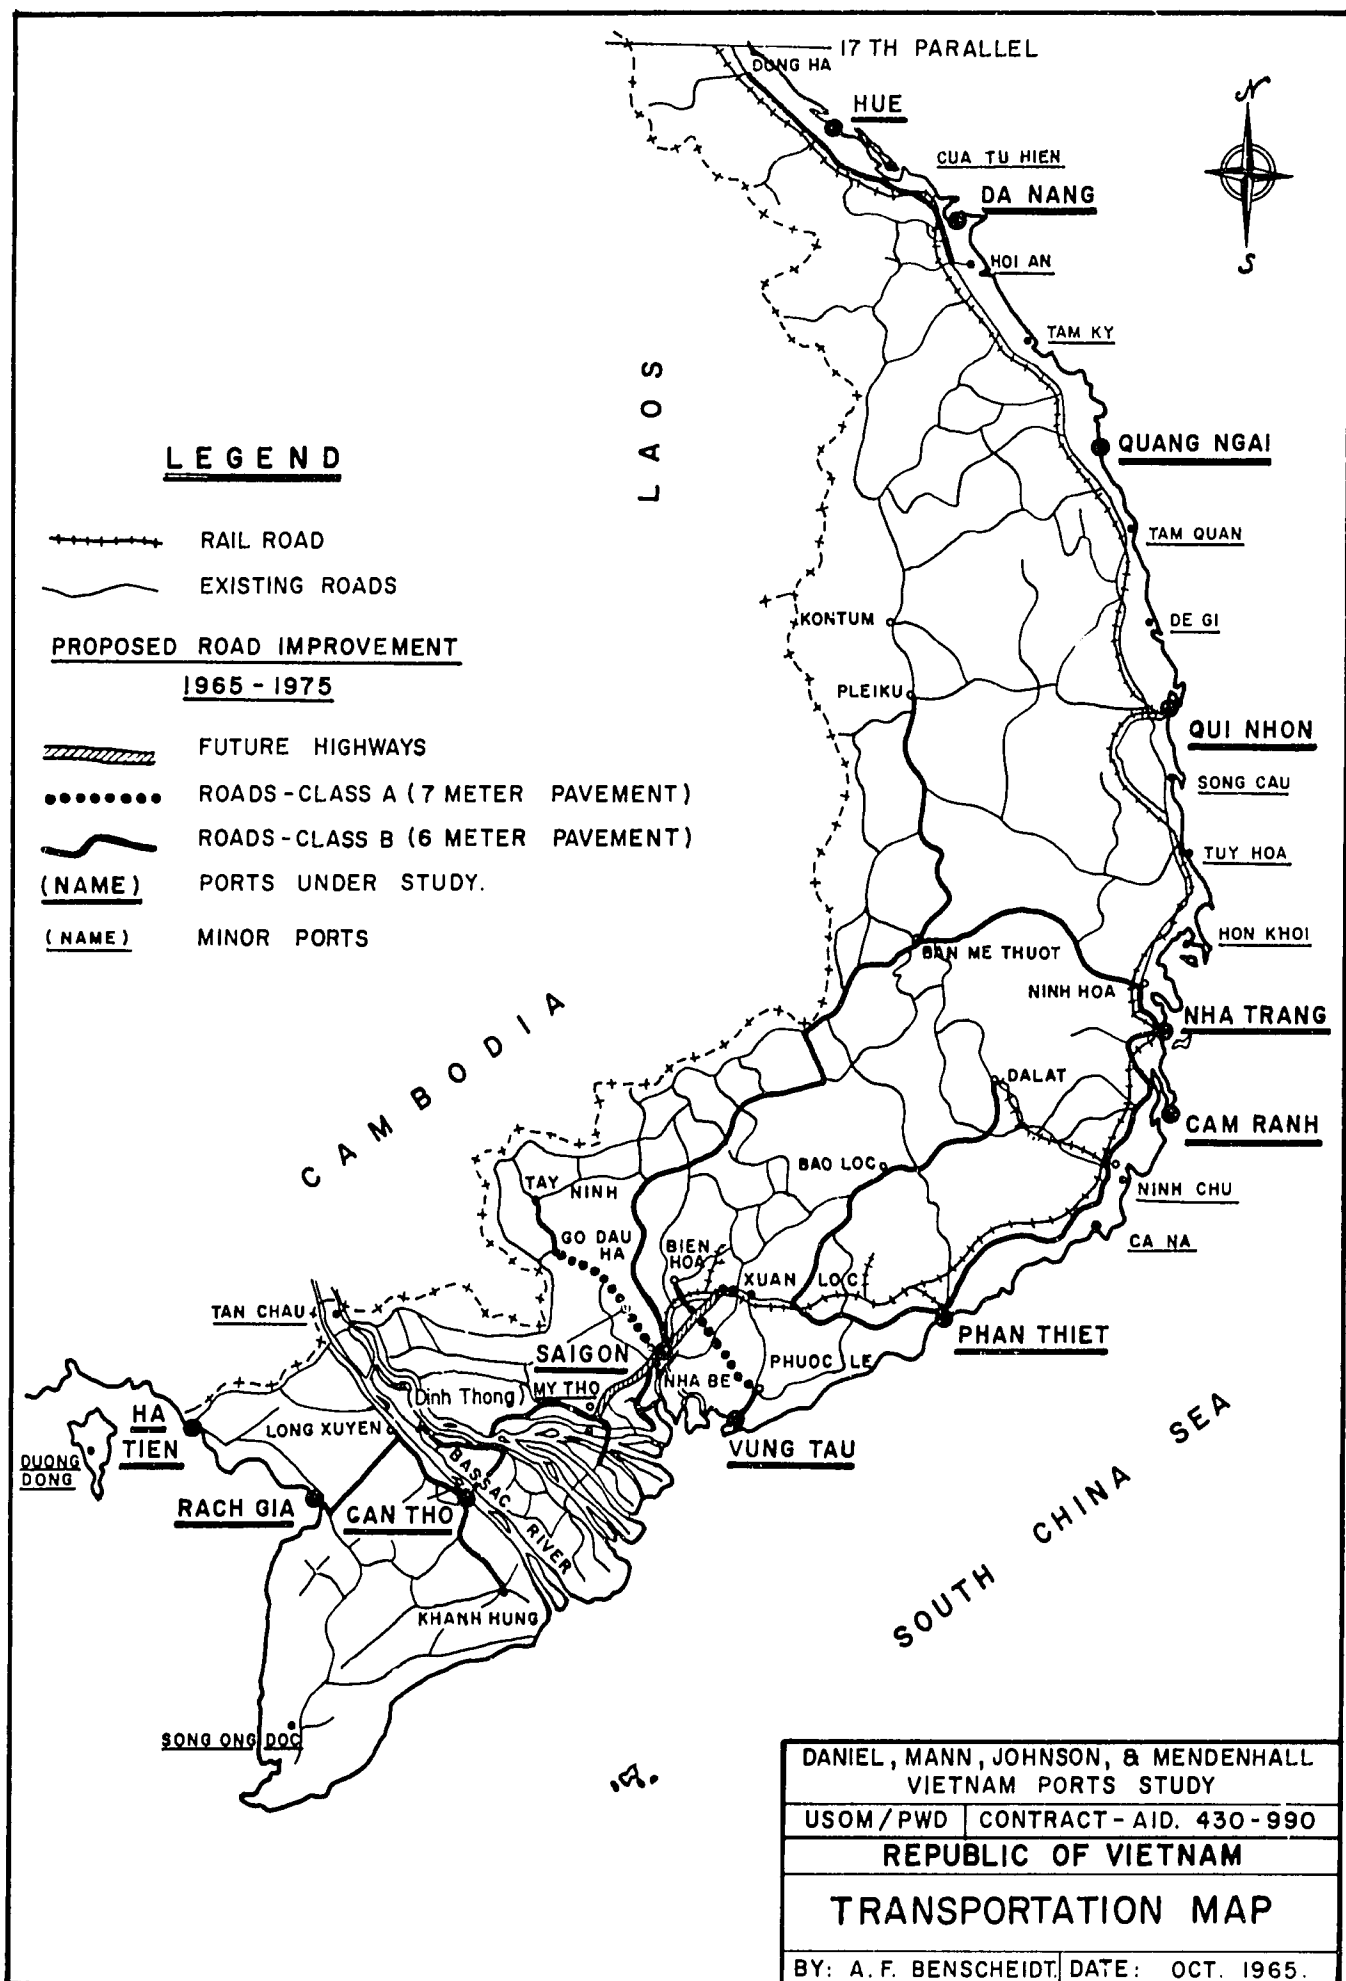 17 TH PARALLEL
DONG HA
HUE
N
CUA TU HIEN
DA NANG
HOI AN
S
TAM KY
LAOS
QUANG NGAI
LEGEND
RAIL ROAD
EXISTING ROADS
PROPOSED ROAD IMPROVEMENT
1965-1975
FUTURE HIGHWAYS
ROADS-CLASS A (7 METER PAVEMENT)
ROADS-CLASS B (6 METER PAVEMENT)
(NAME) PORTS UNDER STUDY.
(NAME) MINOR PORTS
TAM QUAN
KONTUM
DE GI
PLEIKU
QUI NHON
SONG CAU
TUY HOA
HON KHOI
BAN ME THUOT
NINH HOA
NHA TRANG
CAMBODIA
DALAT
CAM RANH
BAO LOC
TAY NINH
NINH CHU
GO DAU
HA
BIEN
HOA
CA NA
XUAN LOC
TAN CHAU
PHAN THIET
SAIGON
PHUOC LE
NHA BE
(Dinh Thong)
MY THO
HA
TIEN
LONG XUYEN
VUNG TAU
DUONG
DONG
BASSAC RIVER
RACH GIA
CAN THO
SOUTH CHINA SEA
KHANH HUNG
SONG ONG DOC
DANIEL, MANN, JOHNSON, & MENDENHALL
VIETNAM PORTS STUDY
USOM/PWD CONTRACT-AID. 430-990
REPUBLIC OF VIETNAM
TRANSPORTATION MAP
BY: A. F. BENSCHEIDT. DATE: OCT. 1965.